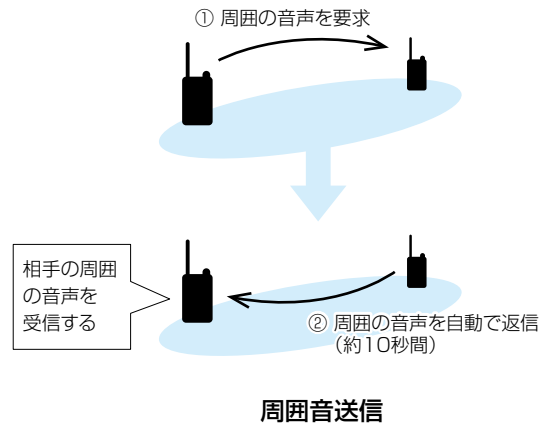 ① 周囲の音声を要求
相手の周囲
の音声を
受信する
② 周囲の音声を自動で返信
（約10秒間）
周囲音送信